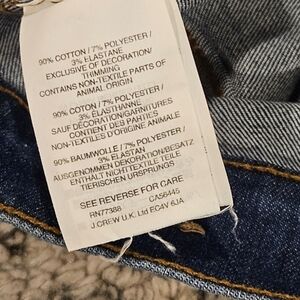 90% COTTON / 7% POLYESTER /
3% ELASTANE
EXCLUSIVE OF DECORATION/
TRIMMING
CONTAINS NON-TEXTILE PARTS OF
ANIMAL ORIGIN
90% COTON / 7% POLYESTER /
3% ELASTHANNE
SAUF DÉCORATION/GARNITURES
CONTIENT DES PARTIES
NON-TEXTILES D'ORIGINE ANIMALE
90% BAUMWOLLE / 7% POLYESTER /
3% ELASTAN
AUSGENOMMEN DEKORATION/BESATZ
ENTHALT NICHTTEXTILE TEILE
TIERISCHEN URSPRUNGS
SEE REVERSE FOR CARE
RN77388 CA56445
J.CREW U.K. Ltd EC4V 6JA